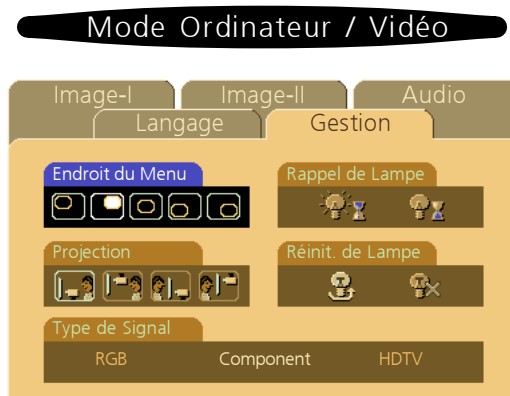 Mode Ordinateur / Vidéo
Image-I Image-II Audio
Langage Gestion
Endroit du Menu Rappel de Lampe
Projection Réinit. de Lampe
Type de Signal
RGB Component HDTV